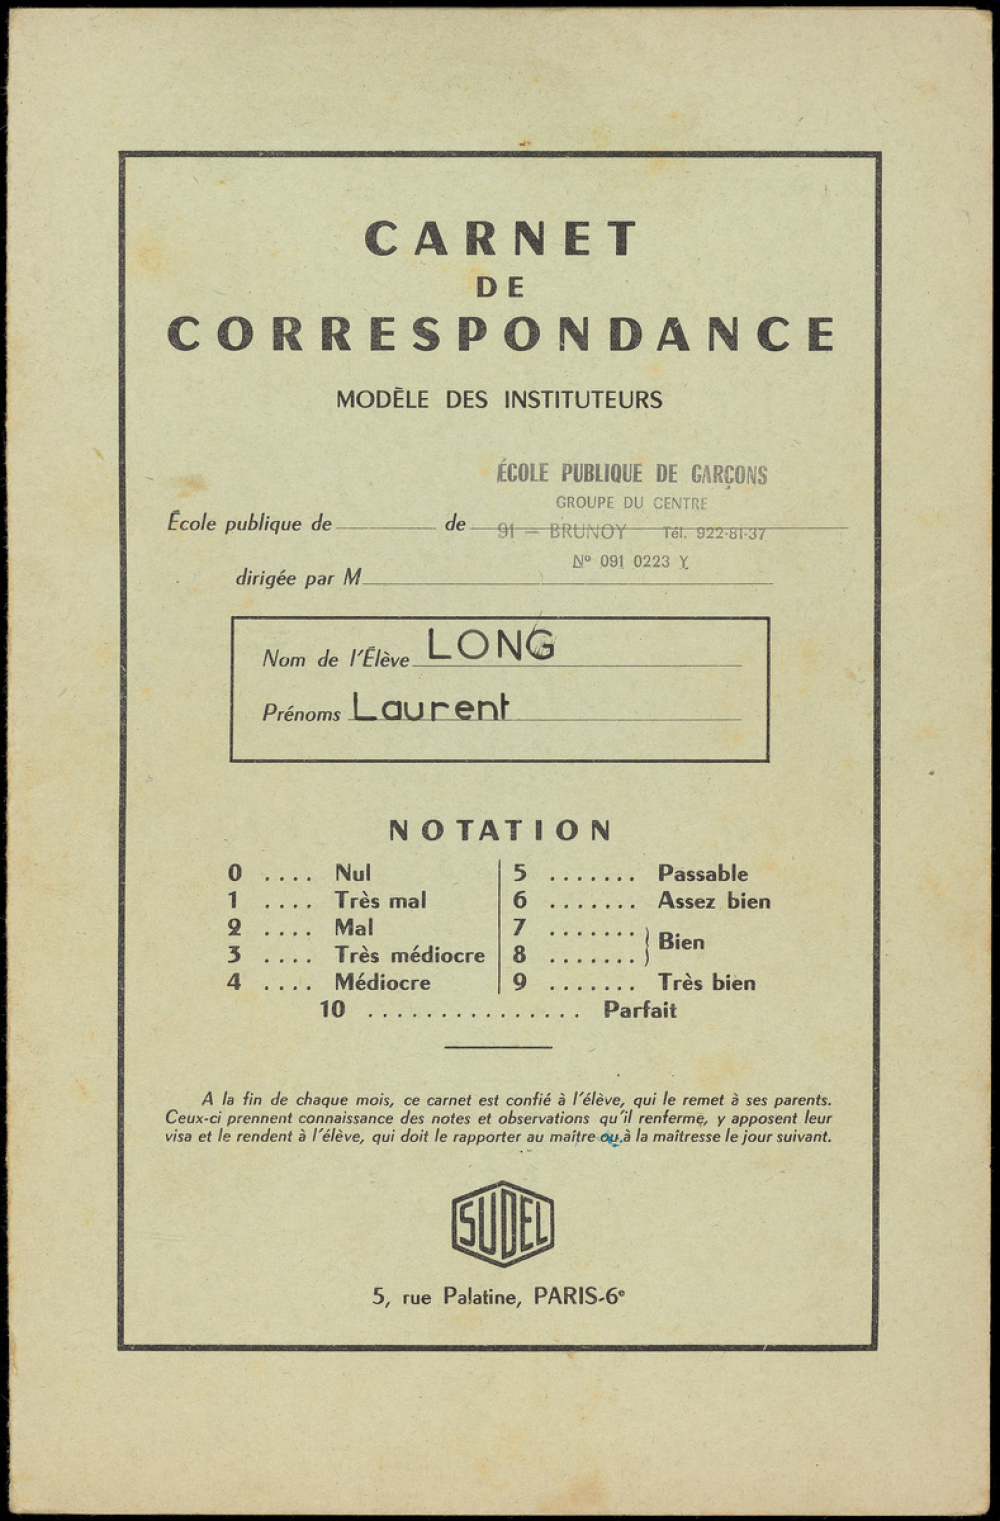 CARNET
DE
CORRESPONDANCE
MODÈLE DES INSTITUTEURS
ÉCOLE PUBLIQUE DE GARÇONS
GROUPE DU CENTRE
École publique de de
91 — BRUNOY Tél. 922-81-37
Nº 091 0223 Y
dirigée par M
Nom de l'Élève LONG
Prénoms Laurent
NOTATION
0 .... Nul
1 .... Très mal
2 .... Mal
3 .... Très médiocre
4 .... Médiocre
5 ....... Passable
6 ....... Assez bien
7 .......
8 ....... } Bien
9 ....... Très bien
10 ............... Parfait
A la fin de chaque mois, ce carnet est confié à l'élève, qui le remet à ses parents.
Ceux-ci prennent connaissance des notes et observations qu'il renferme, y apposent leur
visa et le rendent à l'élève, qui doit le rapporter au maître ou à la maîtresse le jour suivant.
SUDEL
5, rue Palatine, PARIS-6e